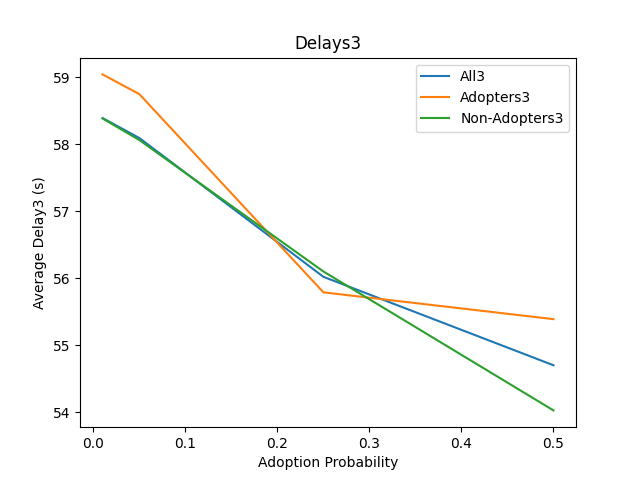 Delays3
All3
Adopters3
Non-Adopters3
Average Delay3 (s)
59
58
57
56
55
54
0.0 0.1 0.2 0.3 0.4 0.5
Adoption Probability